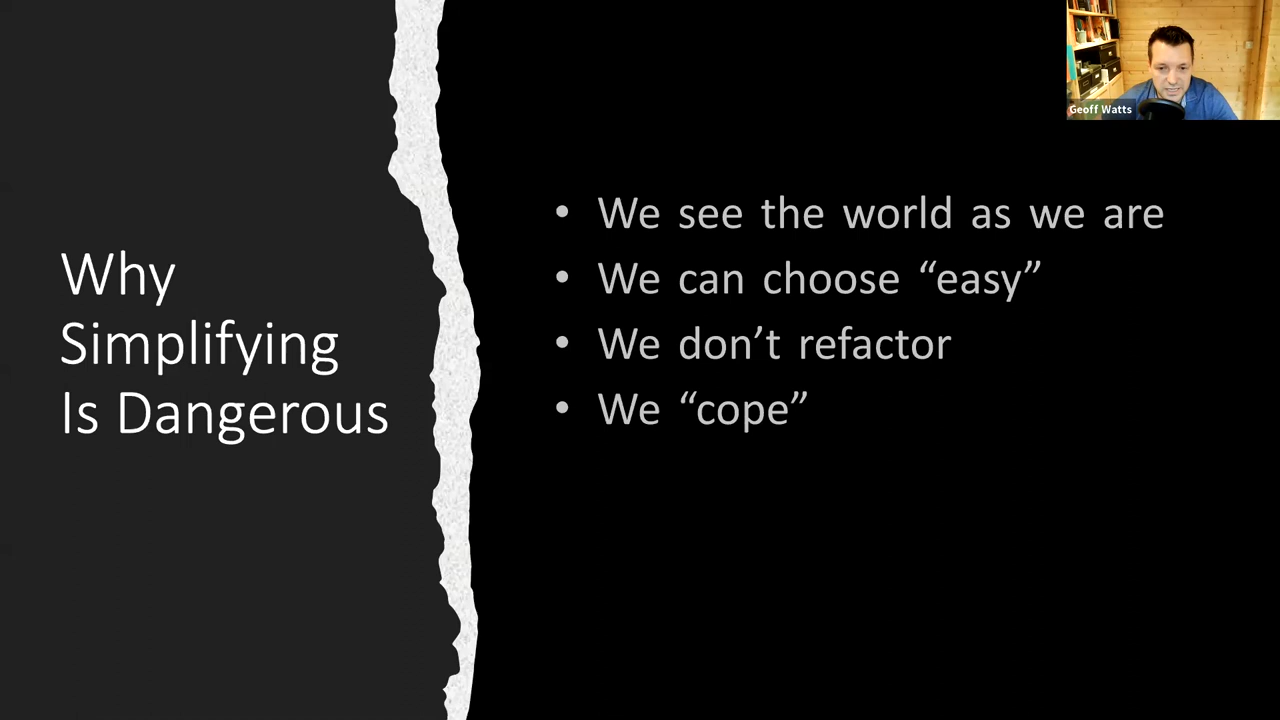 Why
Simplifying
Is Dangerous
• We see the world as we are
• We can choose “easy”
• We don’t refactor
• We “cope”
Geoff Watts